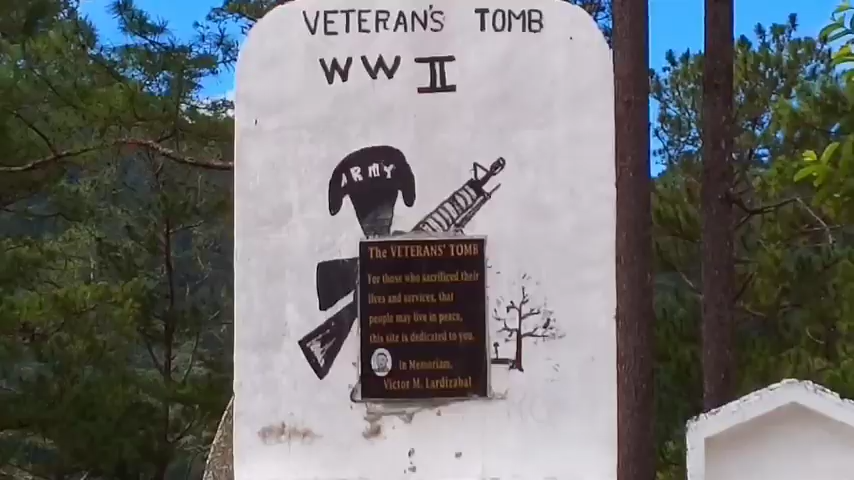 VETERAN'S TOMB
WW II
ARMY
The VETERANS' TOMB
For those who sacrificed their
lives and services, that
people may live in peace,
this site is dedicated to you.
in Memoriam,
Victor M. Lardizabal